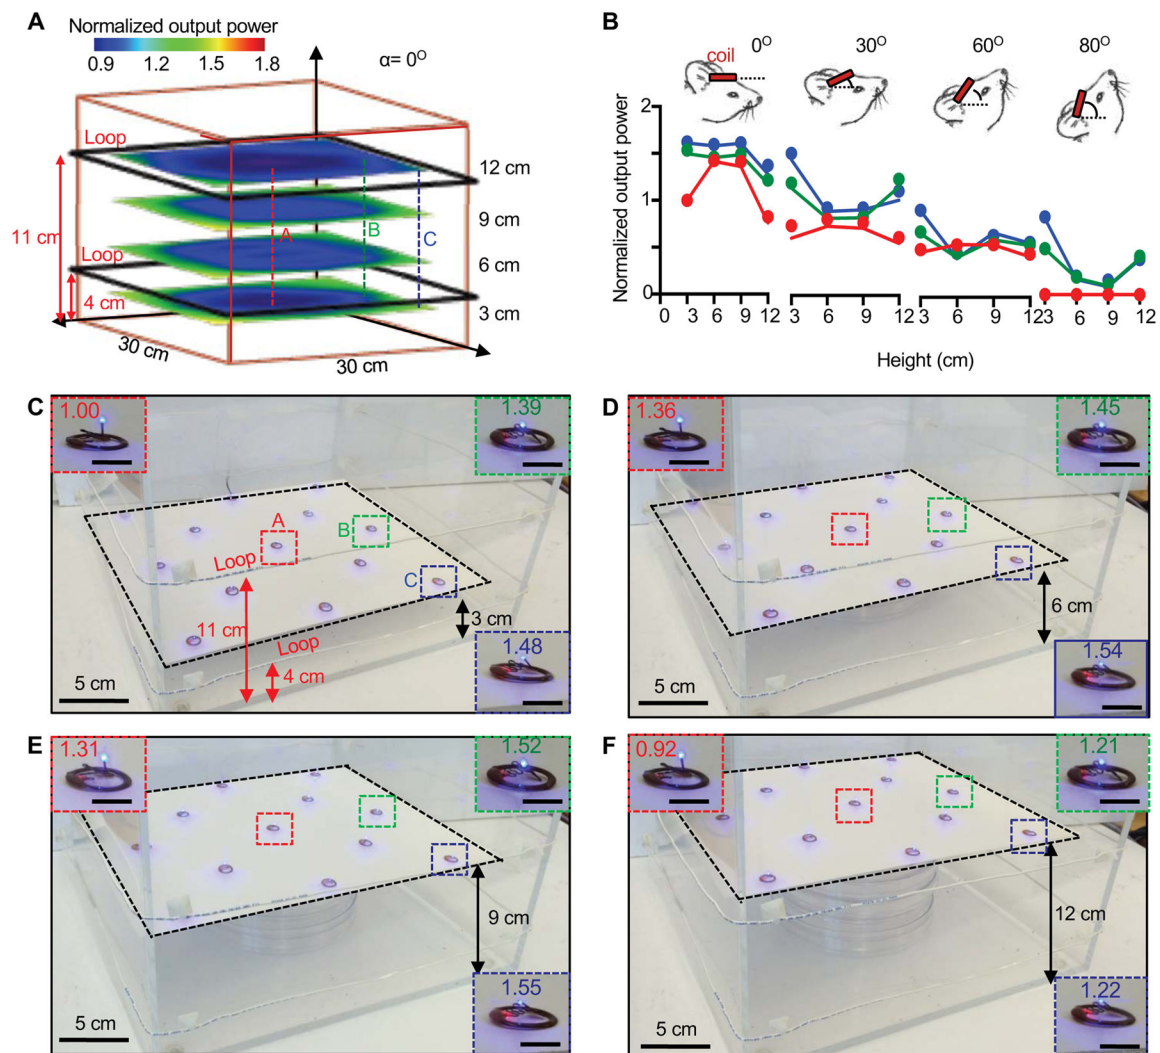 A
Normalized output power
0.9 1.2 1.5 1.8
α= 0O
Loop
12 cm
9 cm
11 cm
A
B
C
Loop
6 cm
4 cm
3 cm
30 cm
30 cm
B
0O 30O 60O 80O
coil
Normalized output power
2
1
0
0 3 6 9 12 3 6 9 12 3 6 9 12 3 6 9 12
Height (cm)
C
1.00
1.39
A
B
Loop
C
11 cm
3 cm
Loop
4 cm
5 cm
1.48
D
1.36
1.45
6 cm
5 cm
1.54
E
1.31
1.52
9 cm
5 cm
1.55
F
0.92
1.21
12 cm
5 cm
1.22